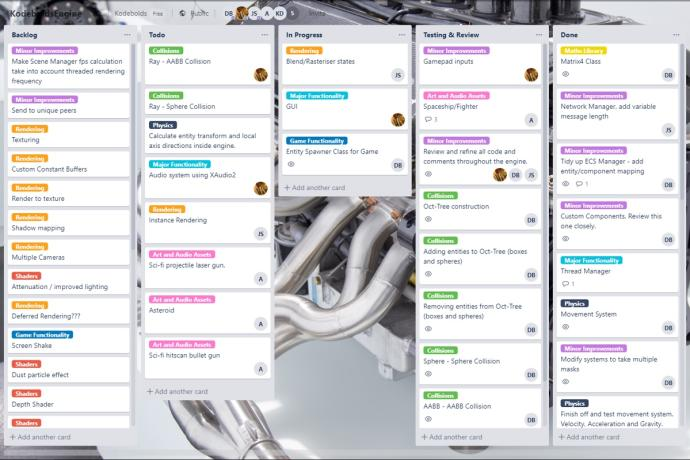 KodeboldsEngine
Kodebolds
Free
Public
DB
JS
A
KD
Invite
Backlog
Minor Improvements
Make Scene Manager fps calculation
take into account threaded rendering
frequency
Minor Improvements
Send to unique peers
Rendering
Texturing
Rendering
Custom Constant Buffers
Rendering
Render to texture
Rendering
Shadow mapping
Rendering
Multiple Cameras
Shaders
Attenuation / improved lighting
Rendering
Deferred Rendering???
Game Functionality
Screen Shake
Shaders
Dust particle effect
Shaders
Depth Shader
Shaders
+ Add another card
Todo
Collisions
Ray - AABB Collision
Collisions
Ray - Sphere Collision
Physics
Calculate entity transform and local
axis directions inside engine.
Major Functionality
Audio system using XAudio2
Rendering
Instance Rendering
JS
Art and Audio Assets
Sci-fi projectile laser gun.
A
Art and Audio Assets
Asteroid
A
Art and Audio Assets
Sci-fi hitscan bullet gun
A
+ Add another card
In Progress
Rendering
Blend/Rasteriser states
JS
Major Functionality
GUI
Game Functionality
Entity Spawner Class for Game
DB
+ Add another card
Testing & Review
Minor Improvements
Gamepad inputs
Art and Audio Assets
Spaceship/Fighter
3
A
Minor Improvements
Review and refine all code and
comments throughout the engine.
DB JS
Collisions
Oct-Tree construction
DB
Collisions
Adding entities to Oct-Tree (boxes
and spheres)
DB
Collisions
Removing entities from Oct-Tree
(boxes and spheres)
DB
Collisions
Sphere - Sphere Collision
DB
Collisions
AABB - AABB Collision
DB
+ Add another card
Done
Maths Library
Matrix4 Class
DB
Minor Improvements
Network Manager, add variable
message length
JS
Minor Improvements
Tidy up ECS Manager - add
entity/component mapping
1
DB
Minor Improvements
Custom Components. Review this
one closely.
DB
Major Functionality
Thread Manager
1
Physics
Movement System
DB
Minor Improvements
Modify systems to take multiple
masks
DB
Physics
Finish off and test movement system.
Velocity, Acceleration and Gravity.
+ Add another card